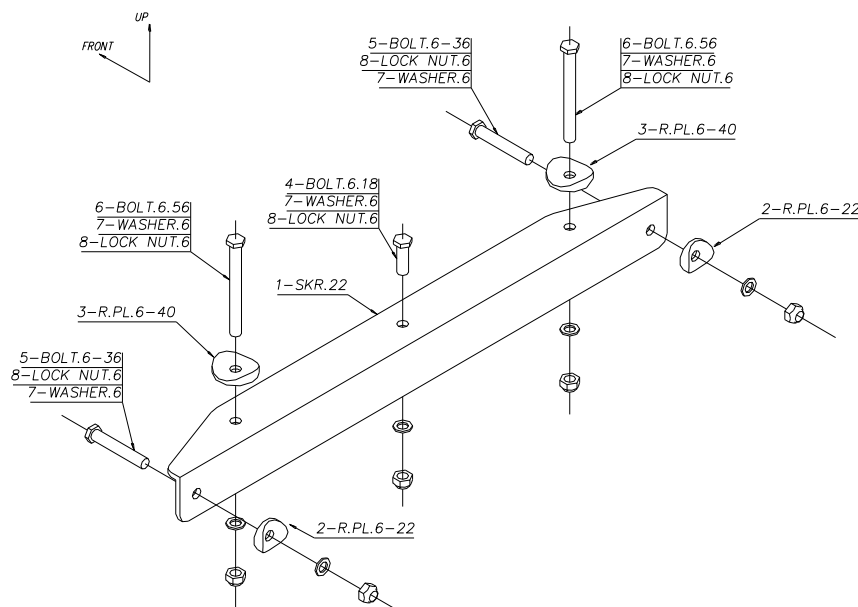 UP
FRONT
5-BOLT.6-36
8-LOCK NUT.6
7-WASHER.6
6-BOLT.6.56
7-WASHER.6
8-LOCK NUT.6
3-R.PL.6-40
4-BOLT.6.18
7-WASHER.6
8-LOCK NUT.6
6-BOLT.6.56
7-WASHER.6
8-LOCK NUT.6
2-R.PL.6-22
1-SKR.22
3-R.PL.6-40
5-BOLT.6-36
8-LOCK NUT.6
7-WASHER.6
2-R.PL.6-22